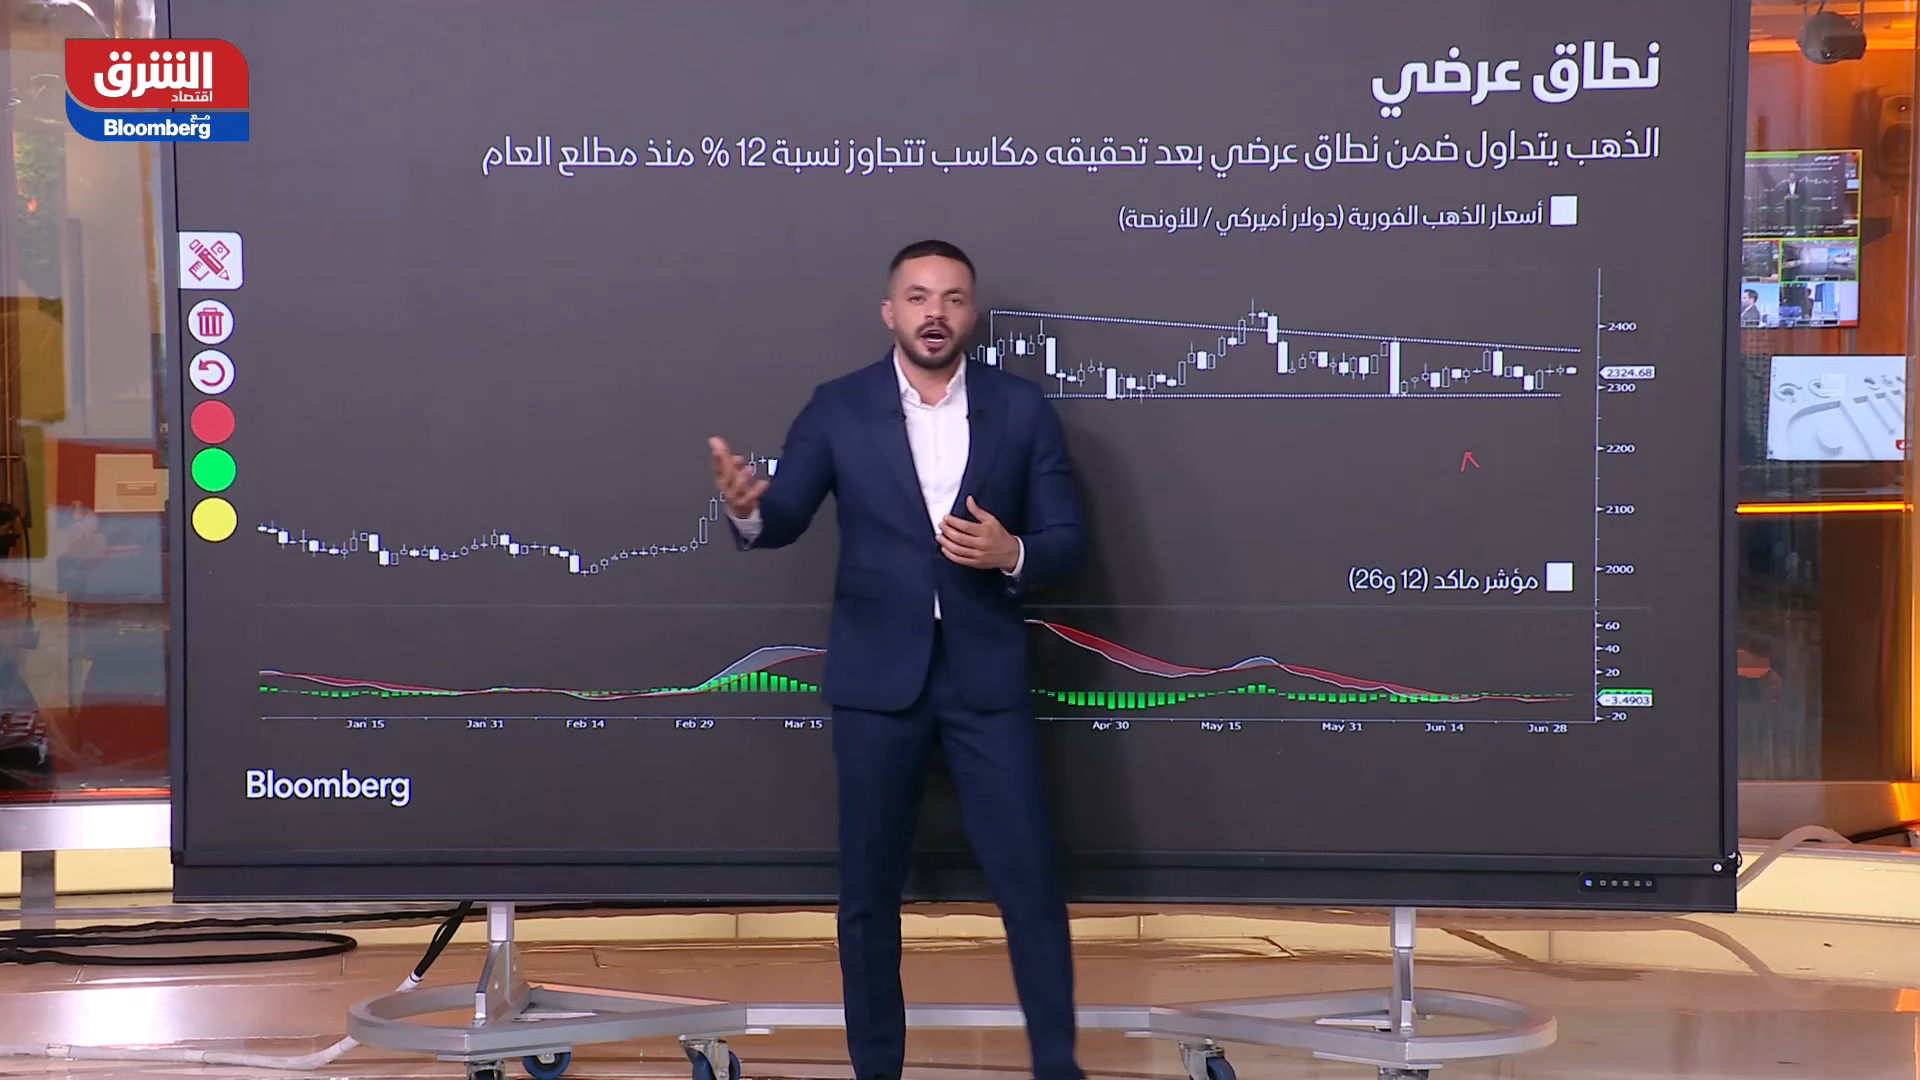 الشرق
اقتصاد
مع
Bloomberg
نطاق عرضي
الذهب يتداول ضمن نطاق عرضي بعد تحقيقه مكاسب تتجاوز نسبة 12 % منذ مطلع العام
أسعار الذهب الفورية (دولار أميركي / للأونصة)
2400
2324.68
2300
2200
2100
2000
مؤشر ماكد (12 و26)
60
40
20
-3.4903
-20
Jan 15 Jan 31 Feb 14 Feb 29 Mar 15 Apr 30 May 15 May 31 Jun 14 Jun 28
Bloomberg